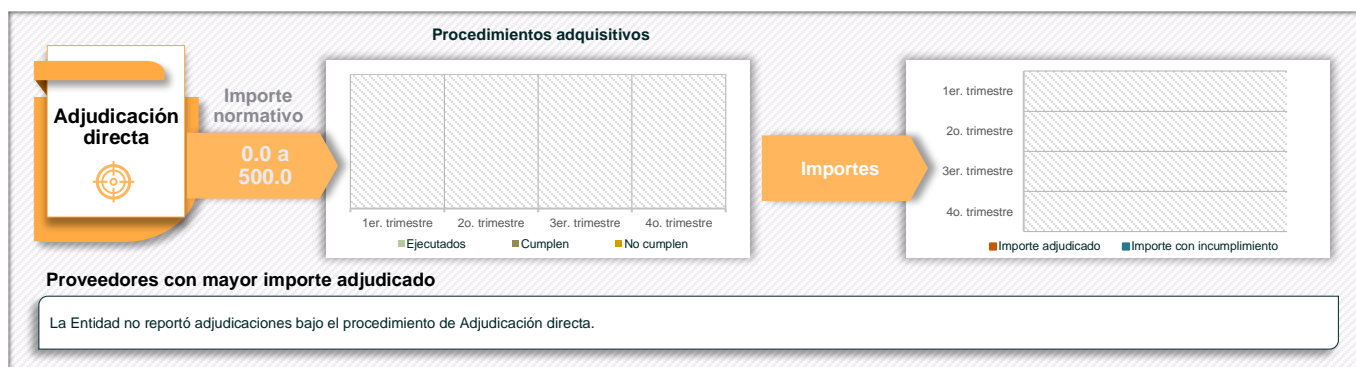 Procedimientos adquisitivos
Adjudicación
directa
Importe
normativo
0.0 a
500.0
1er. trimestre
2o. trimestre
3er. trimestre
4o. trimestre
Ejecutados
Cumplen
No cumplen
Importes
1er. trimestre
2o. trimestre
3er. trimestre
4o. trimestre
Importe adjudicado
Importe con incumplimiento
Proveedores con mayor importe adjudicado
La Entidad no reportó adjudicaciones bajo el procedimiento de Adjudicación directa.